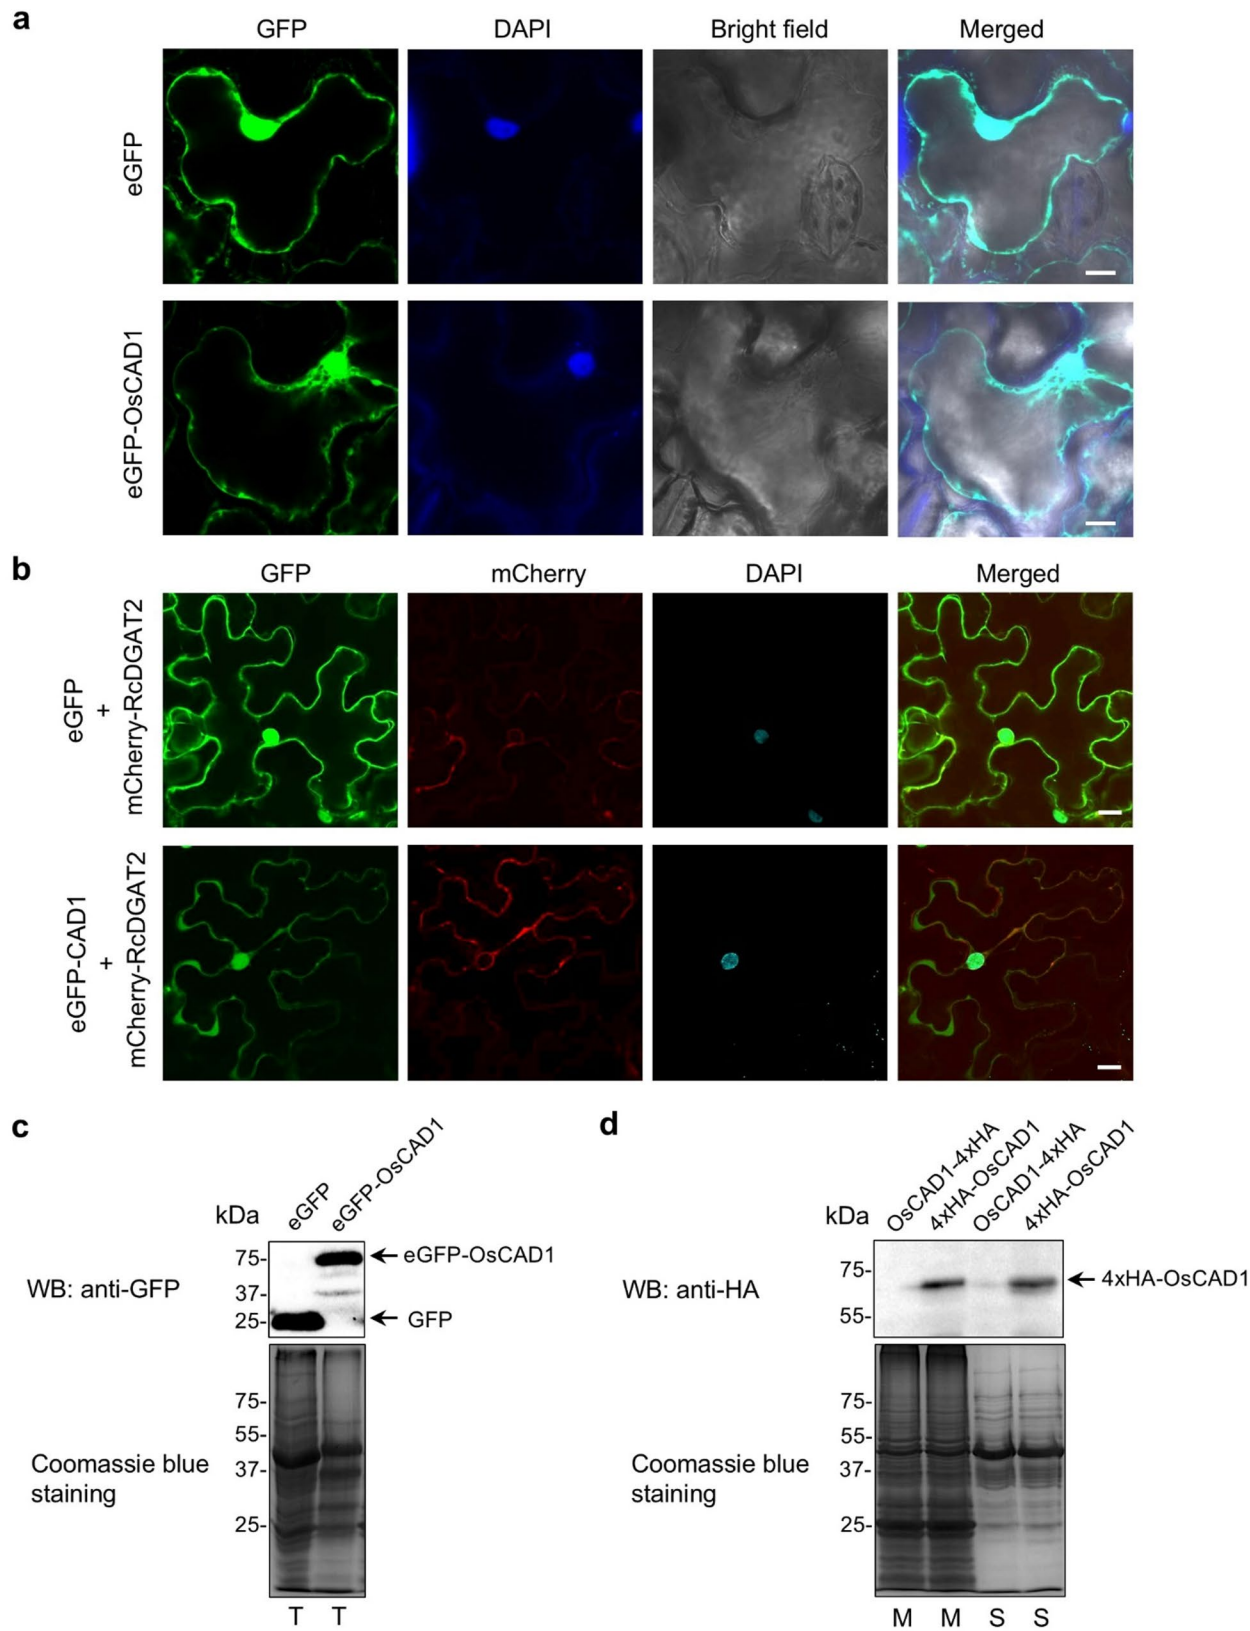 a
GFP DAPI Bright field Merged
eGFP
eGFP-OsCAD1
b
GFP mCherry DAPI Merged
eGFP
+
mCherry-RcDGAT2
eGFP-CAD1
+
mCherry-RcDGAT2
c
eGFP
eGFP-OsCAD1
kDa
75-
37-
25-
WB: anti-GFP
eGFP-OsCAD1
GFP
75-
55-
37-
25-
Coomassie blue
staining
T T
d
OsCAD1-4xHA
4xHA-OsCAD1
OsCAD1-4xHA
4xHA-OsCAD1
kDa
75-
55-
WB: anti-HA
4xHA-OsCAD1
75-
55-
37-
25-
Coomassie blue
staining
M M S S